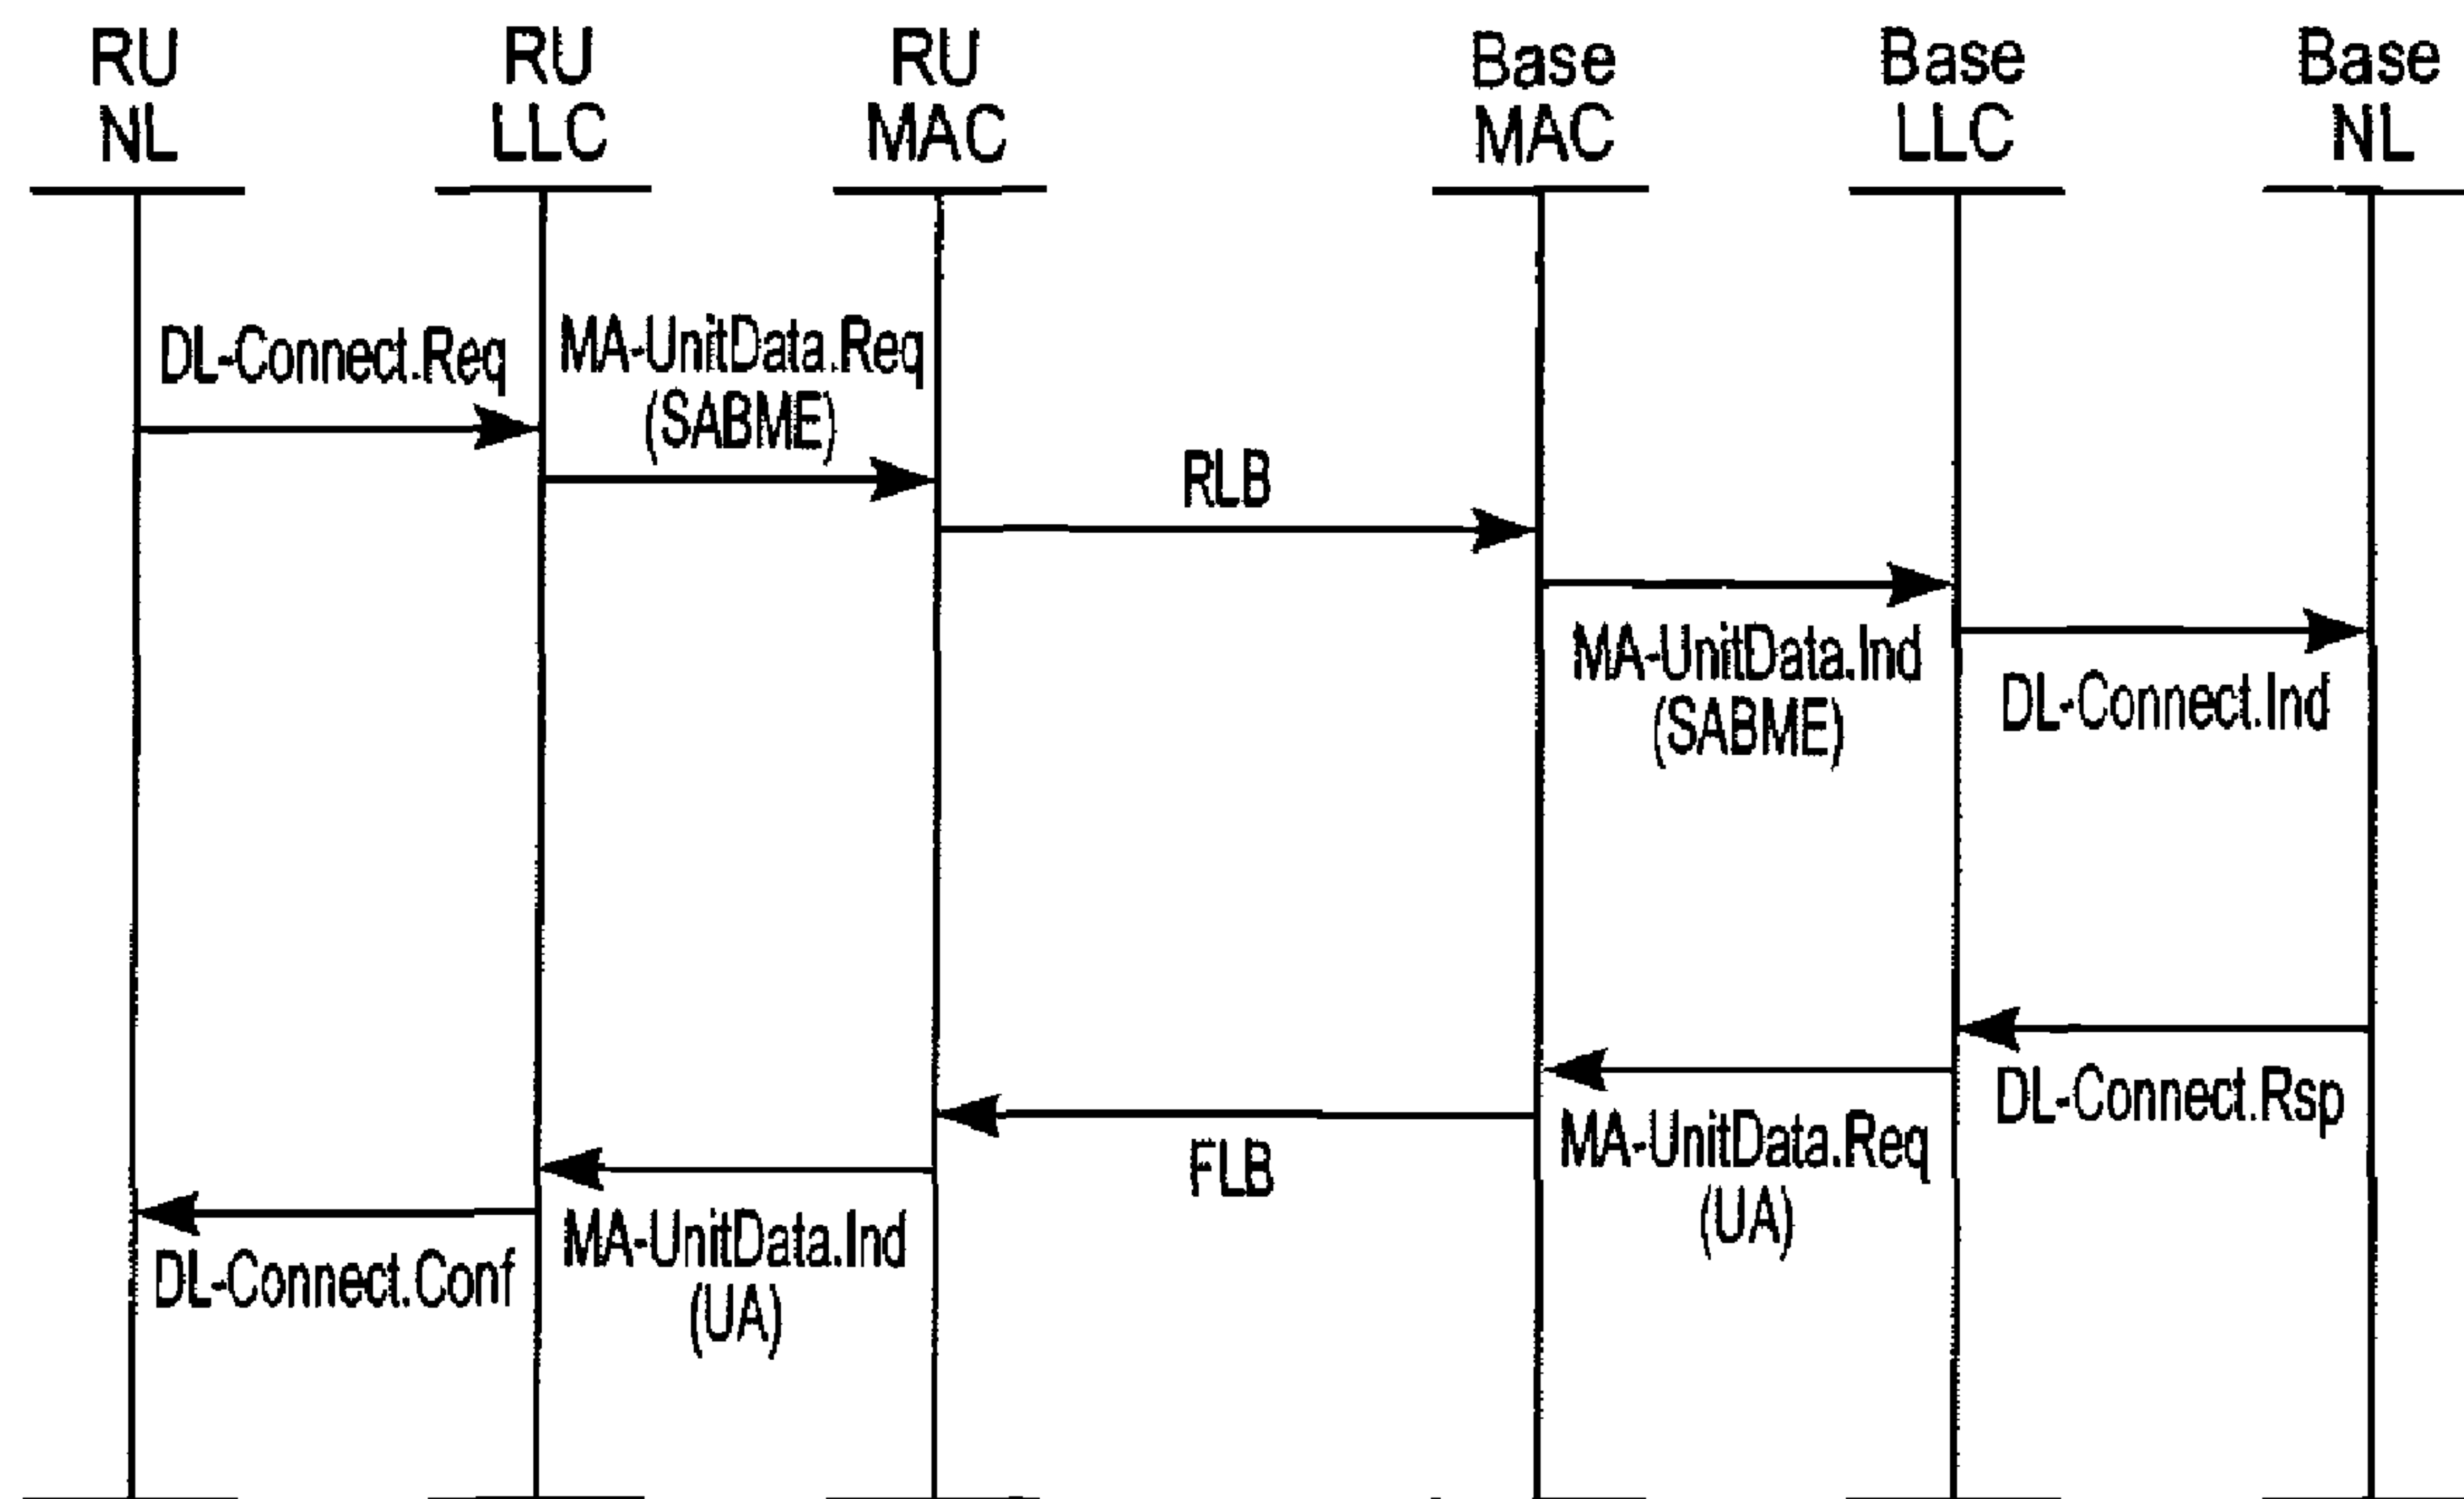 RU
NL
RU
LLC
RU
MAC
Base
MAC
Base
LLC
Base
NL
DL-Connect.Req
MA-UnitData.Req
(SABME)
RLB
MA-UnitData.Ind
(SABME)
DL-Connect.Ind
DL-Connect.Rsp
MA-UnitData.Req
(UA)
FLB
MA-UnitData.Ind
(UA)
DL-Connect.Conf